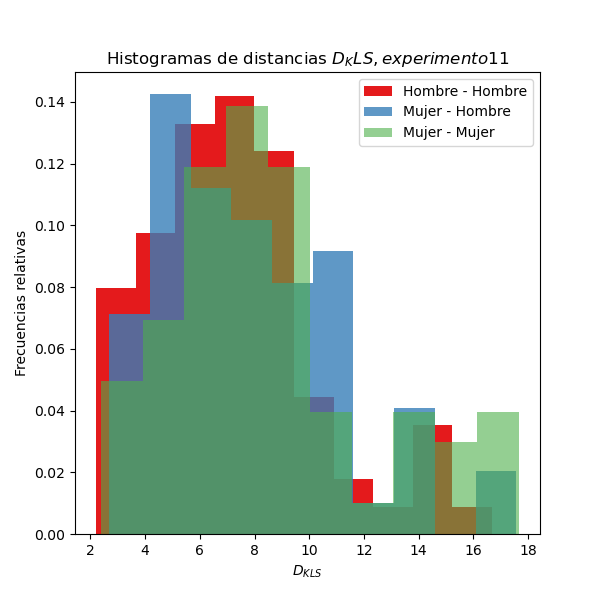 Histogramas de distancias $D_KLS, experimento11$
Hombre - Hombre
Mujer - Hombre
Mujer - Mujer
Frecuencias relativas
0.14
0.12
0.10
0.08
0.06
0.04
0.02
0.00
2 4 6 8 10 12 14 16 18
$D_{KLS}$